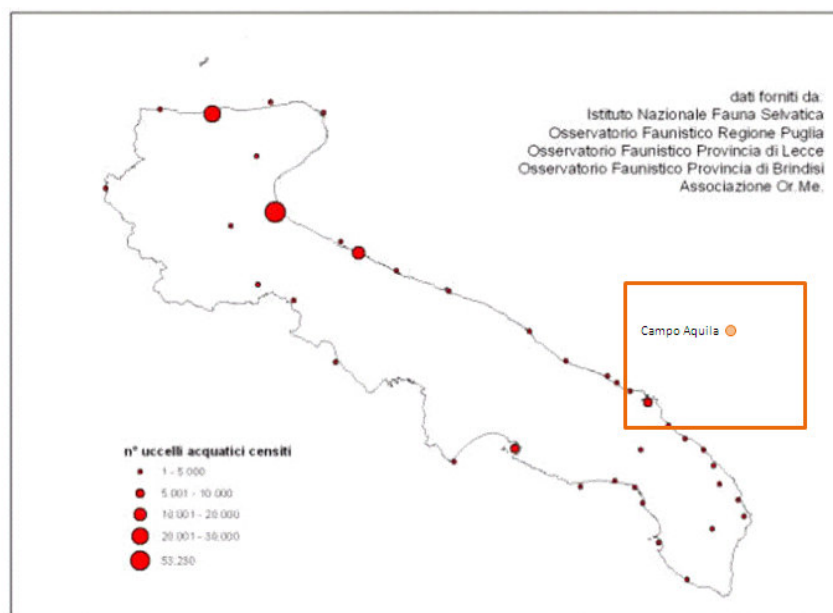 dati forniti da:
Istituto Nazionale Fauna Selvatica
Osservatorio Faunistico Regione Puglia
Osservatorio Faunistico Provincia di Lecce
Osservatorio Faunistico Provincia di Brindisi
Associazione Or.Me.
Campo Aquila
n° uccelli acquatici censiti
1 - 5.000
5.001 - 10.000
10.001 - 20.000
20.001 - 30.000
53.230